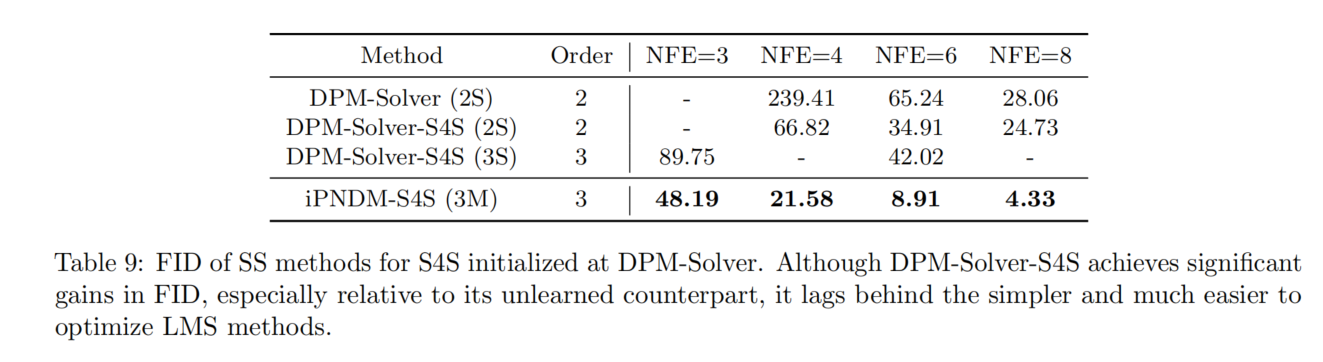 Method Order NFE=3 NFE=4 NFE=6 NFE=8
DPM-Solver (2S) 2 - 239.41 65.24 28.06
DPM-Solver-S4S (2S) 2 - 66.82 34.91 24.73
DPM-Solver-S4S (3S) 3 89.75 - 42.02 -
iPNDM-S4S (3M) 3 48.19 21.58 8.91 4.33
Table 9: FID of SS methods for S4S initialized at DPM-Solver. Although DPM-Solver-S4S achieves significant
gains in FID, especially relative to its unlearned counterpart, it lags behind the simpler and much easier to
optimize LMS methods.